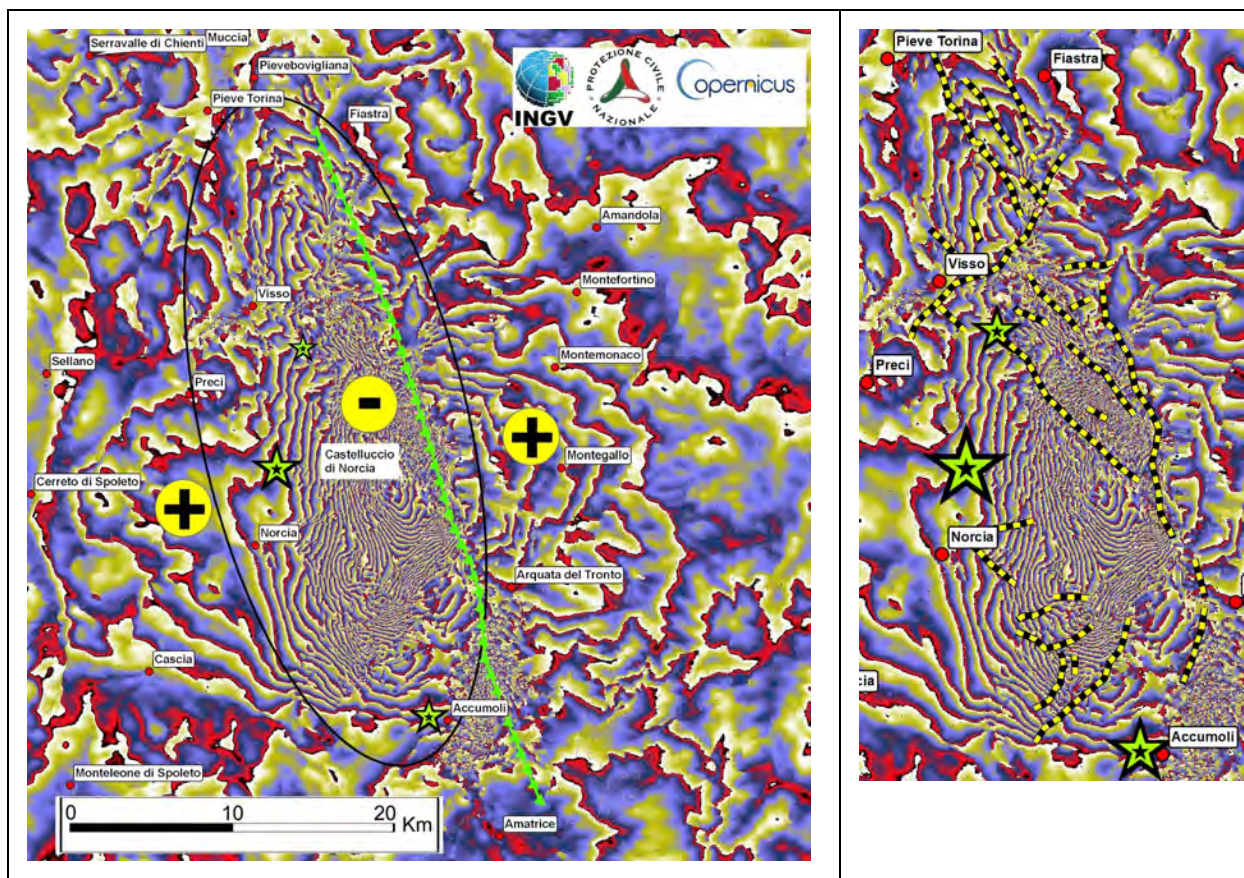 Muccia
Serravalle di Chienti
Pievebovigliana
Pieve Torina
Fiastra
INGV
PROTEZIONE CIVILE
NAZIONALE
opernicus
Amandola
Visso
Montefortino
Montemonaco
Sellano
Preci
-
+
Castelluccio
di Norcia
Montegallo
Cerreto di Spoleto
+
Norcia
Arquata del Tronto
Cascia
Accumoli
Monteleone di Spoleto
0 10 20 Km
Amatrice
Pieve Torina
Fiastra
Visso
Preci
Norcia
cia
Accumoli